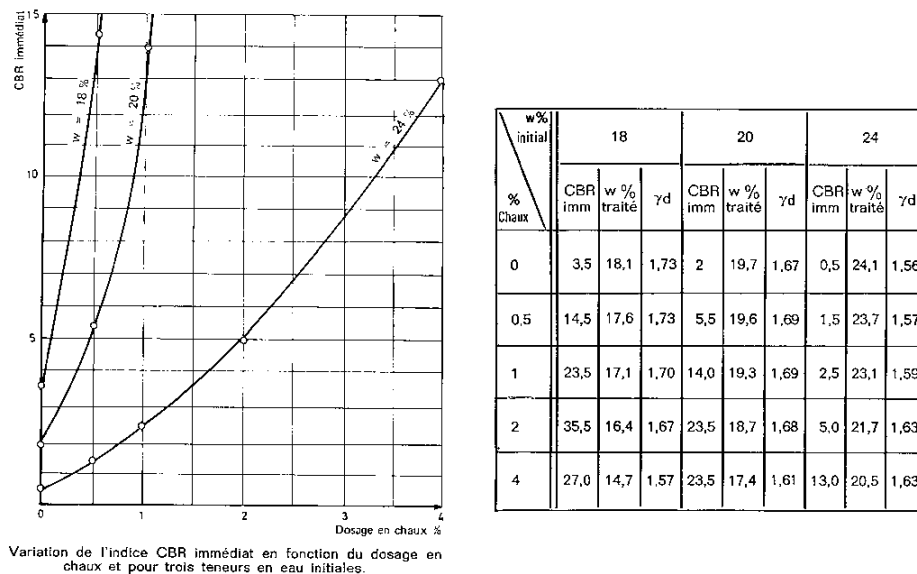 CBR immédiat
15
10
5
0
1
2
3
4
w = 18 %
w = 20 %
w = 24 %
Dosage en chaux %
Variation de l'indice CBR immédiat en fonction du dosage en
chaux et pour trois teneurs en eau initiales.
w% initial 18 20 24
% Chaux CBR imm w % traité γd CBR imm w % traité γd CBR imm w % traité γd
0 3,5 18,1 1,73 2 19,7 1,67 0,5 24,1 1,56
0,5 14,5 17,6 1,73 5,5 19,6 1,69 1,5 23,7 1,57
1 23,5 17,1 1,70 14,0 19,3 1,69 2,5 23,1 1,59
2 35,5 16,4 1,67 23,5 18,7 1,68 5,0 21,7 1,63
4 27,0 14,7 1,57 23,5 17,4 1,61 13,0 20,5 1,63